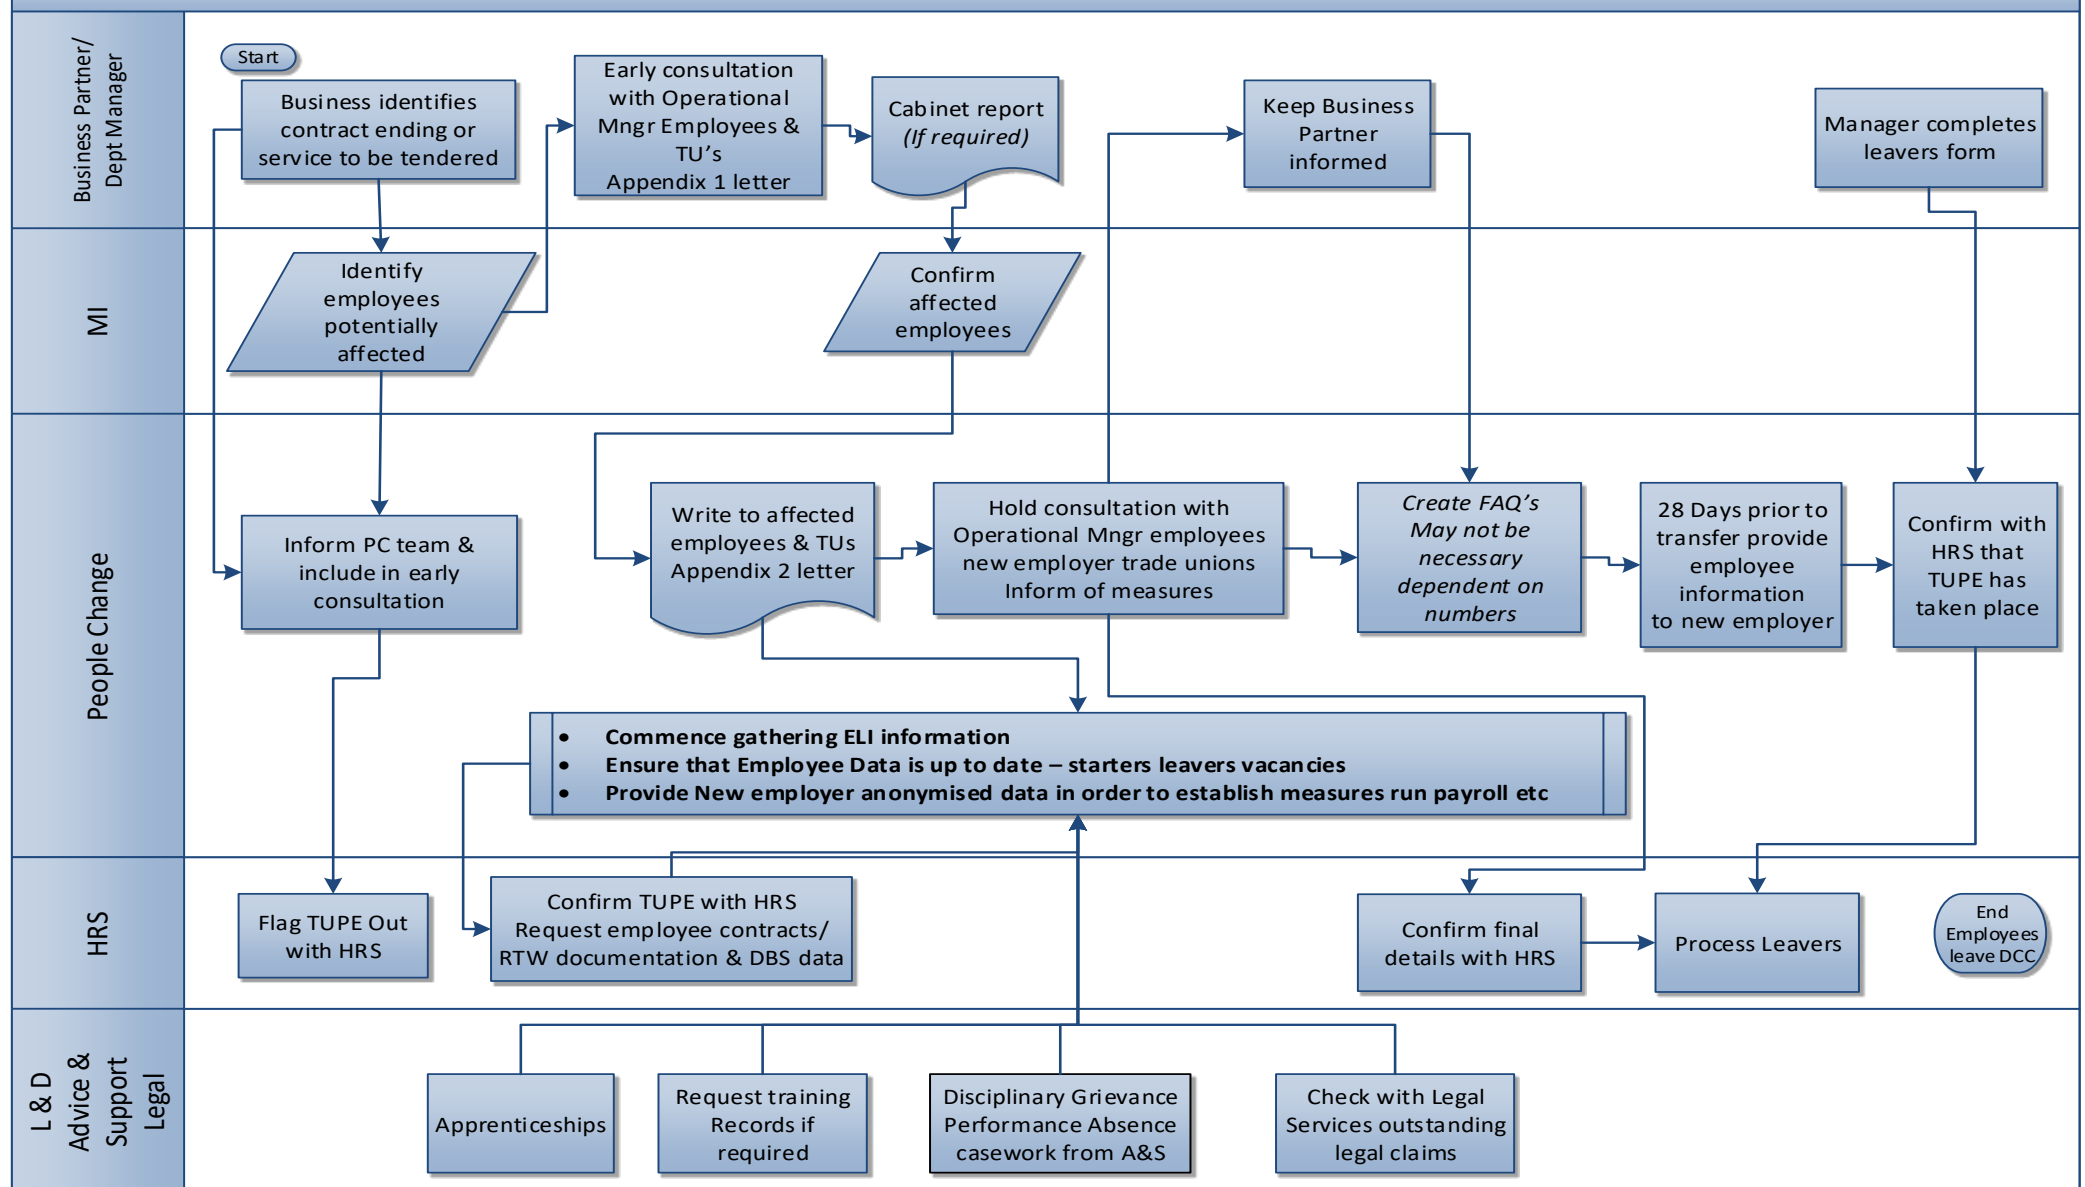 Business Partner/
Dept Manager
Start
Business identifies
contract ending or
service to be tendered
Early consultation
with Operational
Mngr Employees &
TU's
Appendix 1 letter
Cabinet report
(If required)
Keep Business
Partner
informed
Manager completes
leavers form
MI
Identify
employees
potentially
affected
Confirm
affected
employees
People Change
Inform PC team &
include in early
consultation
Write to affected
employees & TUs
Appendix 2 letter
Hold consultation with
Operational Mngr employees
new employer trade unions
Inform of measures
Create FAQ's
May not be
necessary
dependent on
numbers
28 Days prior to
transfer provide
employee
information
to new employer
Confirm with
HRS that
TUPE has
taken place
• Commence gathering ELI information
• Ensure that Employee Data is up to date – starters leavers vacancies
• Provide New employer anonymised data in order to establish measures run payroll etc
HRS
Flag TUPE Out
with HRS
Confirm TUPE with HRS
Request employee contracts/
RTW documentation & DBS data
Confirm final
details with HRS
Process Leavers
End
Employees
leave DCC
L & D
Advice &
Support
Legal
Apprenticeships
Request training
Records if
required
Disciplinary Grievance
Performance Absence
casework from A&S
Check with Legal
Services outstanding
legal claims